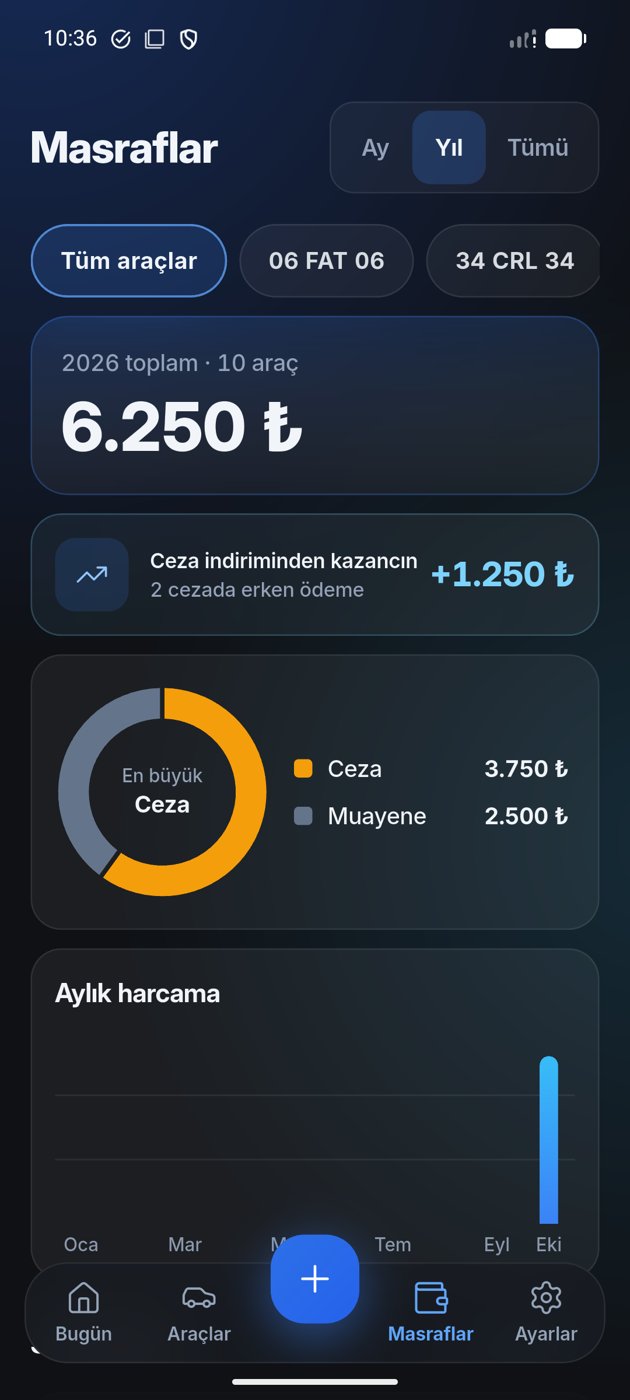 10:36
Masraflar
Ay Yıl Tümü
Tüm araçlar 06 FAT 06 34 CRL 34
2026 toplam · 10 araç
6.250 ₺
Ceza indiriminden kazancın
2 cezada erken ödeme
+1.250 ₺
En büyük
Ceza
Ceza 3.750 ₺
Muayene 2.500 ₺
Aylık harcama
Oca Mar Tem Eyl Eki
Bugün Araçlar Masraflar Ayarlar